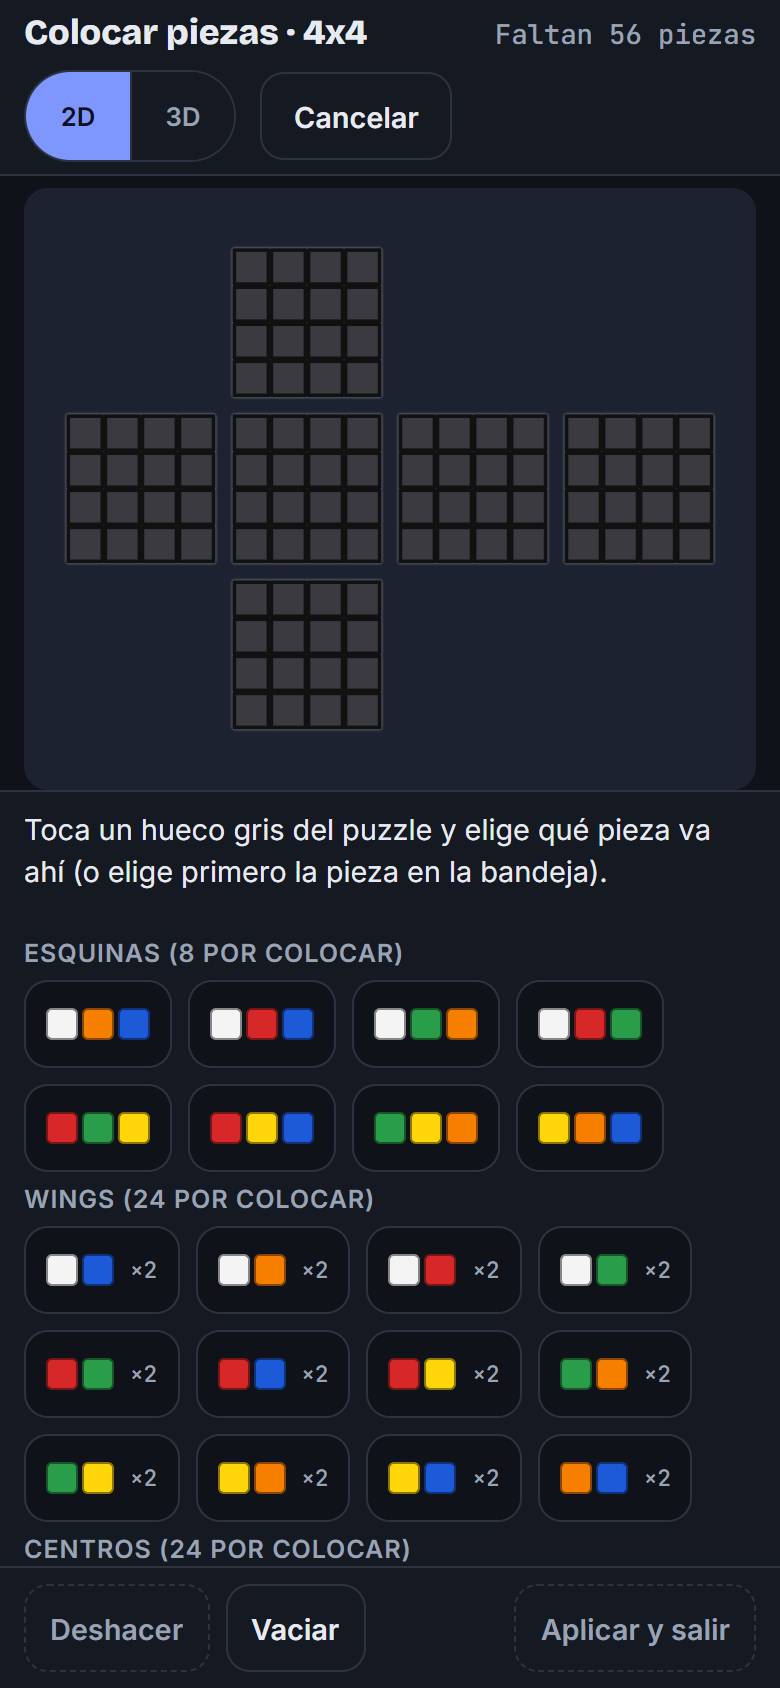 Colocar piezas · 4x4
Faltan 56 piezas
2D
3D
Cancelar
Toca un hueco gris del puzzle y elige qué pieza va
ahí (o elige primero la pieza en la bandeja).
ESQUINAS (8 POR COLOCAR)
WINGS (24 POR COLOCAR)
×2
×2
×2
×2
×2
×2
×2
×2
×2
×2
×2
×2
CENTROS (24 POR COLOCAR)
Deshacer
Vaciar
Aplicar y salir